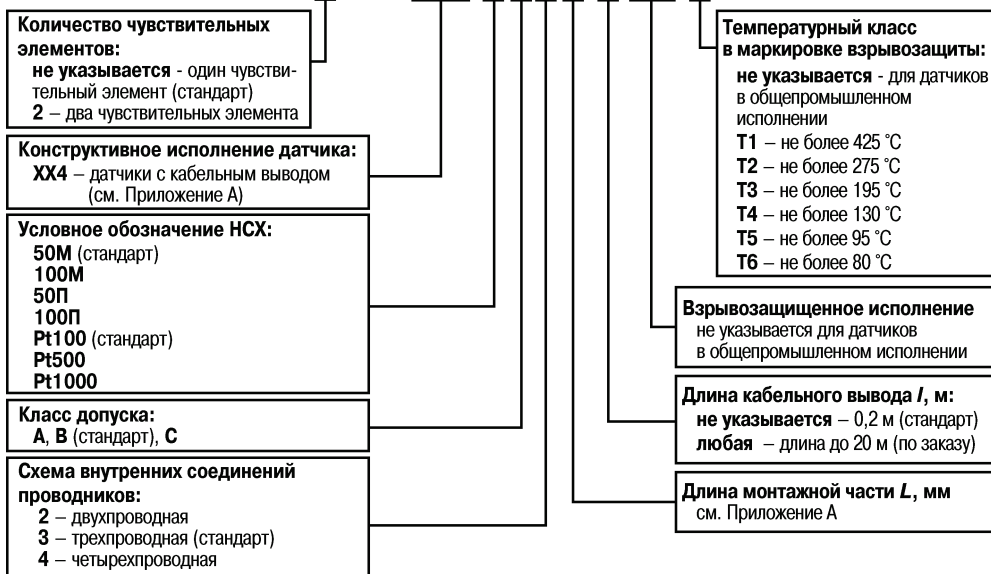 Количество чувствительных
элементов:
не указывается - один чувстви-
тельный элемент (стандарт)
2 – два чувствительных элемента
Конструктивное исполнение датчика:
ХХ4 – датчики с кабельным выводом
(см. Приложение А)
Условное обозначение НСХ:
50М (стандарт)
100М
50П
100П
Pt100 (стандарт)
Pt500
Pt1000
Класс допуска:
А, В (стандарт), С
Схема внутренних соединений
проводников:
2 – двухпроводная
3 – трехпроводная (стандарт)
4 – четырехпроводная
Температурный класс
в маркировке взрывозащиты:
не указывается - для датчиков
в общепромышленном
исполнении
Т1 – не более 425 °С
Т2 – не более 275 °С
Т3 – не более 195 °С
Т4 – не более 130 °С
Т5 – не более 95 °С
Т6 – не более 80 °С
Взрывозащищенное исполнение
не указывается для датчиков
в общепромышленном исполнении
Длина кабельного вывода l, м:
не указывается – 0,2 м (стандарт)
любая – длина до 20 м (по заказу)
Длина монтажной части L, мм
см. Приложение А